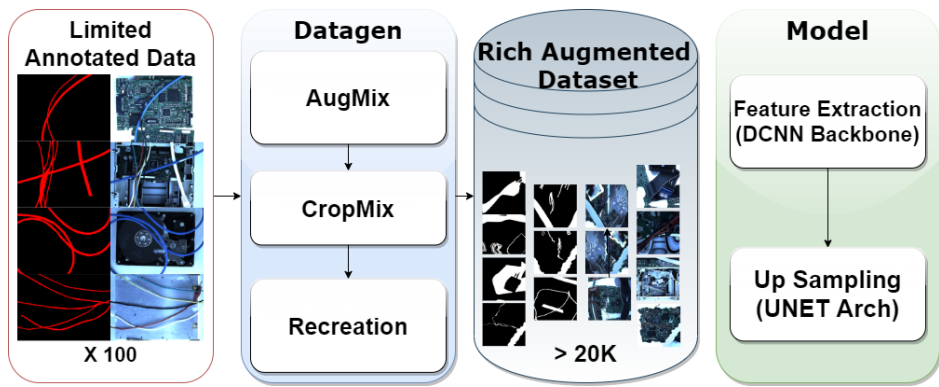 Limited
Annotated Data
X 100
Datagen
AugMix
CropMix
Recreation
Rich Augmented
Dataset
> 20K
Model
Feature Extraction
(DCNN Backbone)
Up Sampling
(UNET Arch)